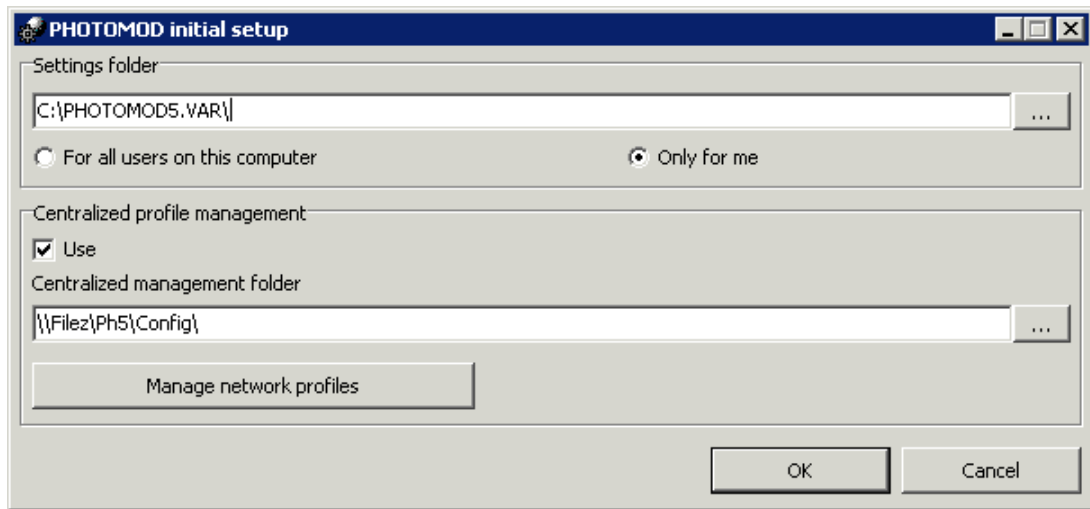 PHOTOMOD initial setup
Settings folder
C:\PHOTOMOD5.VAR\
...
For all users on this computer
Only for me
Centralized profile management
Use
Centralized management folder
\\Filez\Ph5\Config\
...
Manage network profiles
OK
Cancel